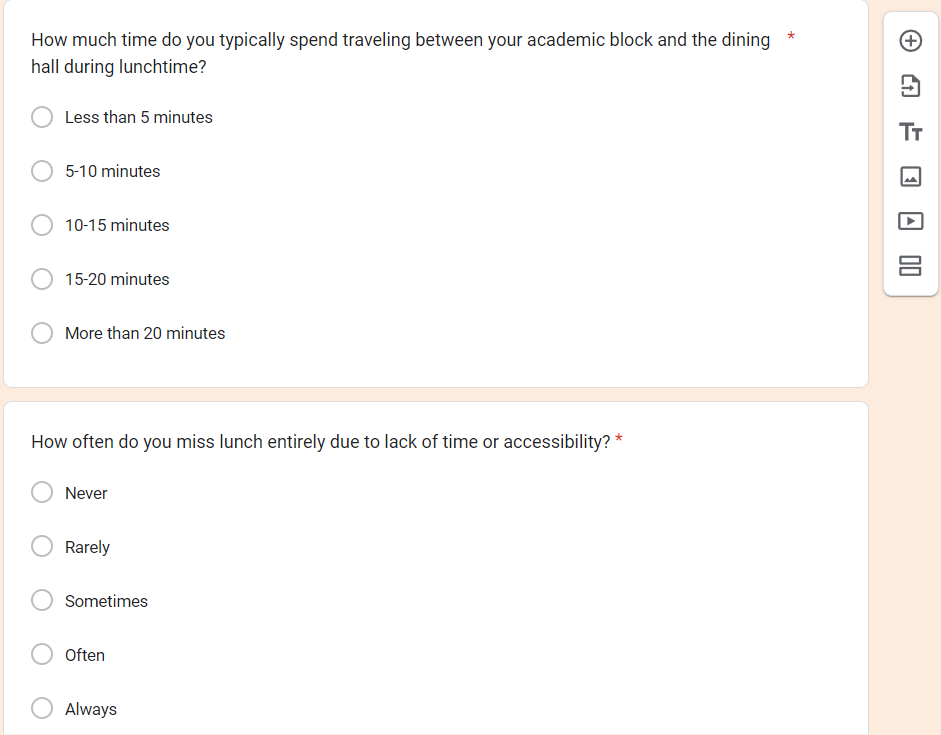 How much time do you typically spend traveling between your academic block and the dining *
hall during lunchtime?
Less than 5 minutes
5-10 minutes
10-15 minutes
15-20 minutes
More than 20 minutes
How often do you miss lunch entirely due to lack of time or accessibility? *
Never
Rarely
Sometimes
Often
Always